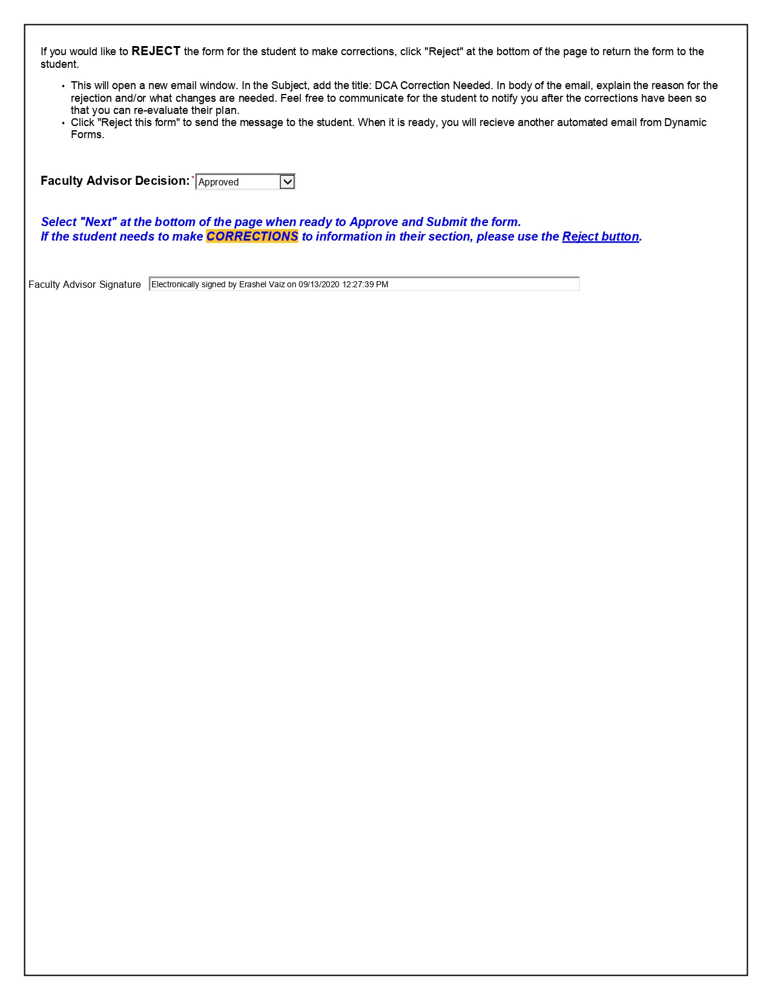 If you would like to REJECT the form for the student to make corrections, click "Reject" at the bottom of the page to return the form to the
student.
• This will open a new email window. In the Subject, add the title: DCA Correction Needed. In body of the email, explain the reason for the
rejection and/or what changes are needed. Feel free to communicate for the student to notify you after the corrections have been so
that you can re-evaluate their plan.
• Click "Reject this form" to send the message to the student. When it is ready, you will recieve another automated email from Dynamic
Forms.
Faculty Advisor Decision:* Approved
Select "Next" at the bottom of the page when ready to Approve and Submit the form.
If the student needs to make CORRECTIONS to information in their section, please use the Reject button.
Faculty Advisor Signature Electronically signed by Erashel Vaiz on 09/13/2020 12:27:39 PM